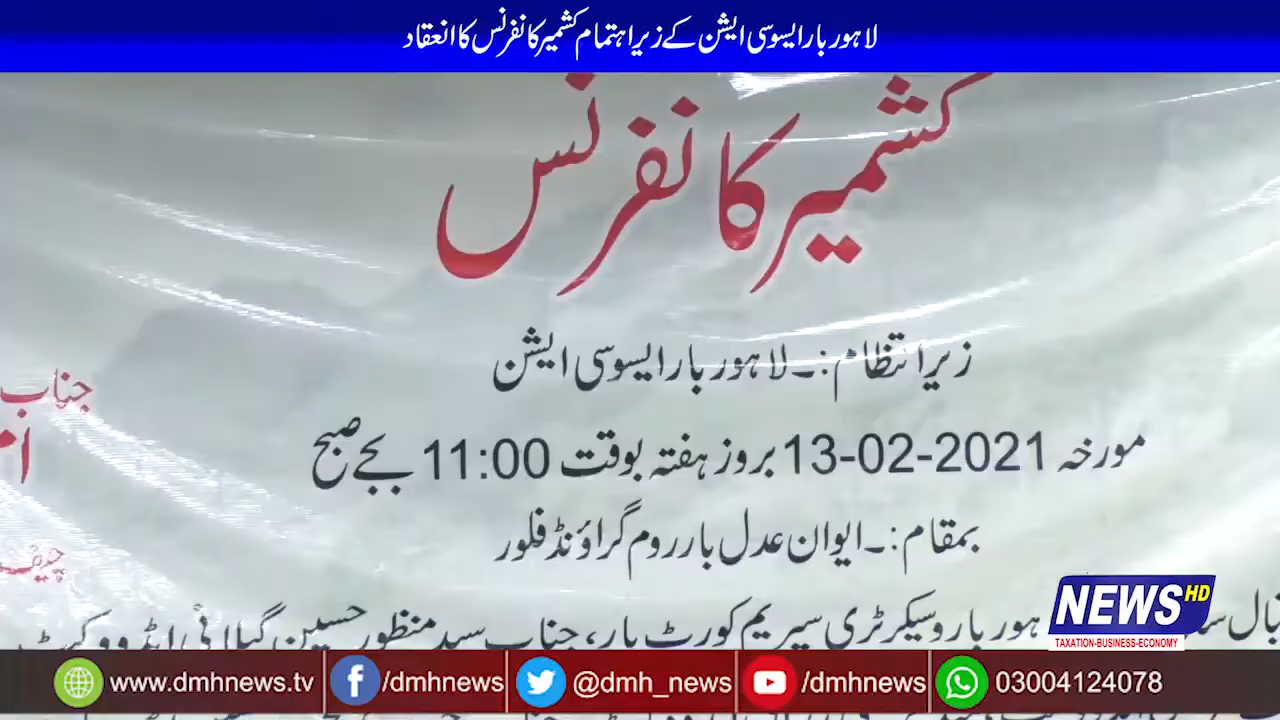 لاہور بار ایسوسی ایشن کے زیر اہتمام کشمیر کانفرنس کا انعقاد
کشمیر کانفرنس
زیر انتظام:۔ لاہور بار ایسوسی ایشن
مورخہ 13-02-2021 بروز ہفتہ بوقت 11:00 بجے صبح
بمقام:۔ ایوان عدل بار روم گراؤنڈ فلور
جناب
چیف
ہور بار و سیکرٹری سپریم کورٹ بار، جناب سید منظور حسین گیلانی ایڈووکیٹ
NEWS HD
TAXATION-BUSINESS-ECONOMY
www.dmhnews.tv /dmhnews @dmh_news /dmhnews 03004124078